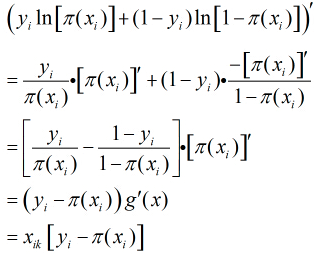 (y_i ln[π(x_i)]+(1-y_i)ln[1-π(x_i)])′
= y_i/π(x_i)•[π(x_i)]′+(1-y_i)•-[π(x_i)]′/1-π(x_i)
=[y_i/π(x_i)-1-y_i/1-π(x_i)]•[π(x_i)]′
=(y_i-π(x_i))g′(x)
=x_ik[y_i-π(x_i)]